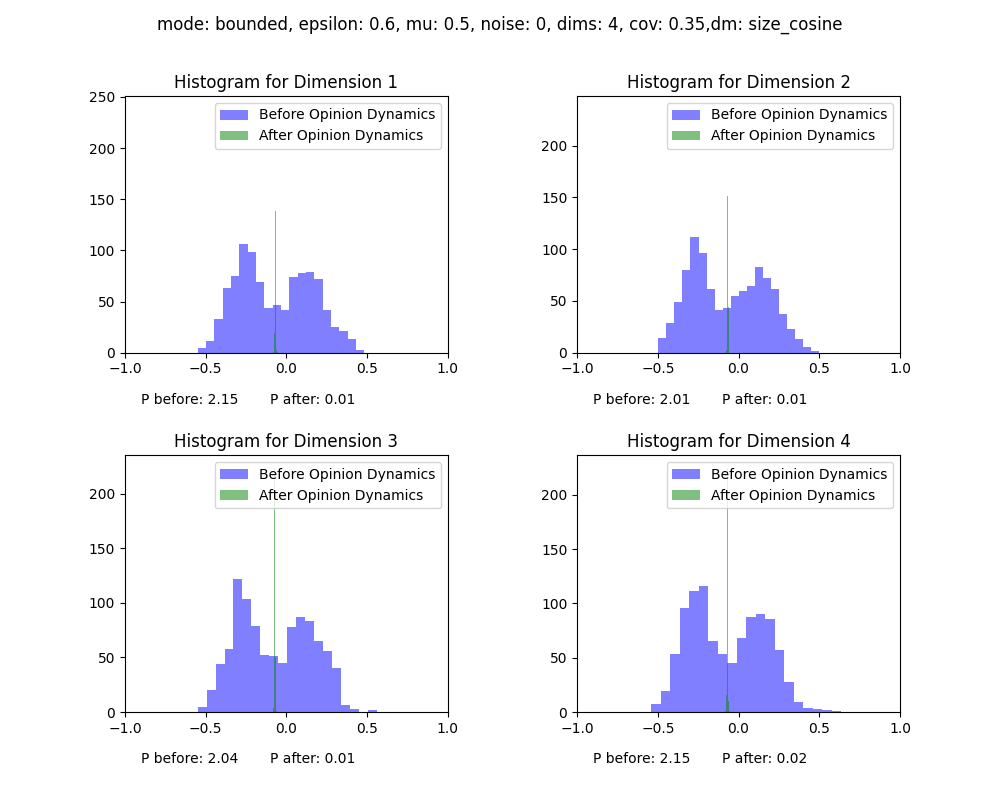 mode: bounded, epsilon: 0.6, mu: 0.5, noise: 0, dims: 4, cov: 0.35,dm: size_cosine
Histogram for Dimension 1
Before Opinion Dynamics
After Opinion Dynamics
250
200
150
100
50
0
−1.0 −0.5 0.0 0.5 1.0
P before: 2.15 P after: 0.01
Histogram for Dimension 2
Before Opinion Dynamics
After Opinion Dynamics
200
150
100
50
0
−1.0 −0.5 0.0 0.5 1.0
P before: 2.01 P after: 0.01
Histogram for Dimension 3
Before Opinion Dynamics
After Opinion Dynamics
200
150
100
50
0
−1.0 −0.5 0.0 0.5 1.0
P before: 2.04 P after: 0.01
Histogram for Dimension 4
Before Opinion Dynamics
After Opinion Dynamics
200
150
100
50
0
−1.0 −0.5 0.0 0.5 1.0
P before: 2.15 P after: 0.02